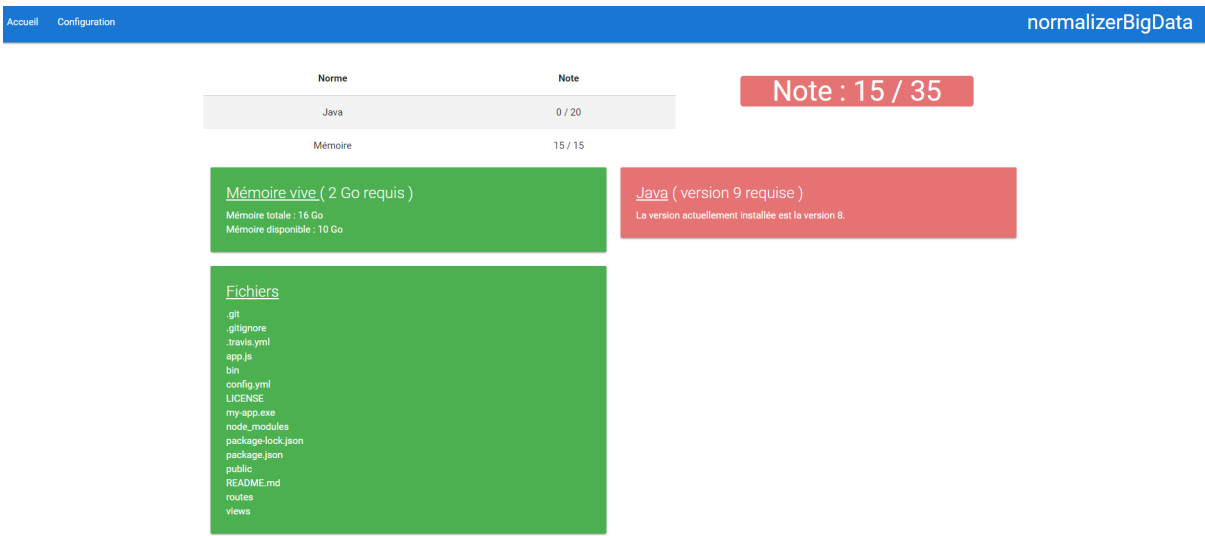 Accueil Configuration normalizerBigData
Norme Note
Java 0 / 20
Mémoire 15 / 15
Note : 15 / 35
Mémoire vive ( 2 Go requis )
Mémoire totale : 16 Go
Mémoire disponible : 10 Go
Java ( version 9 requise )
La version actuellement installée est la version 8.
Fichiers
.git
.gitignore
.travis.yml
app.js
bin
config.yml
LICENSE
my-app.exe
node_modules
package-lock.json
package.json
public
README.md
routes
views